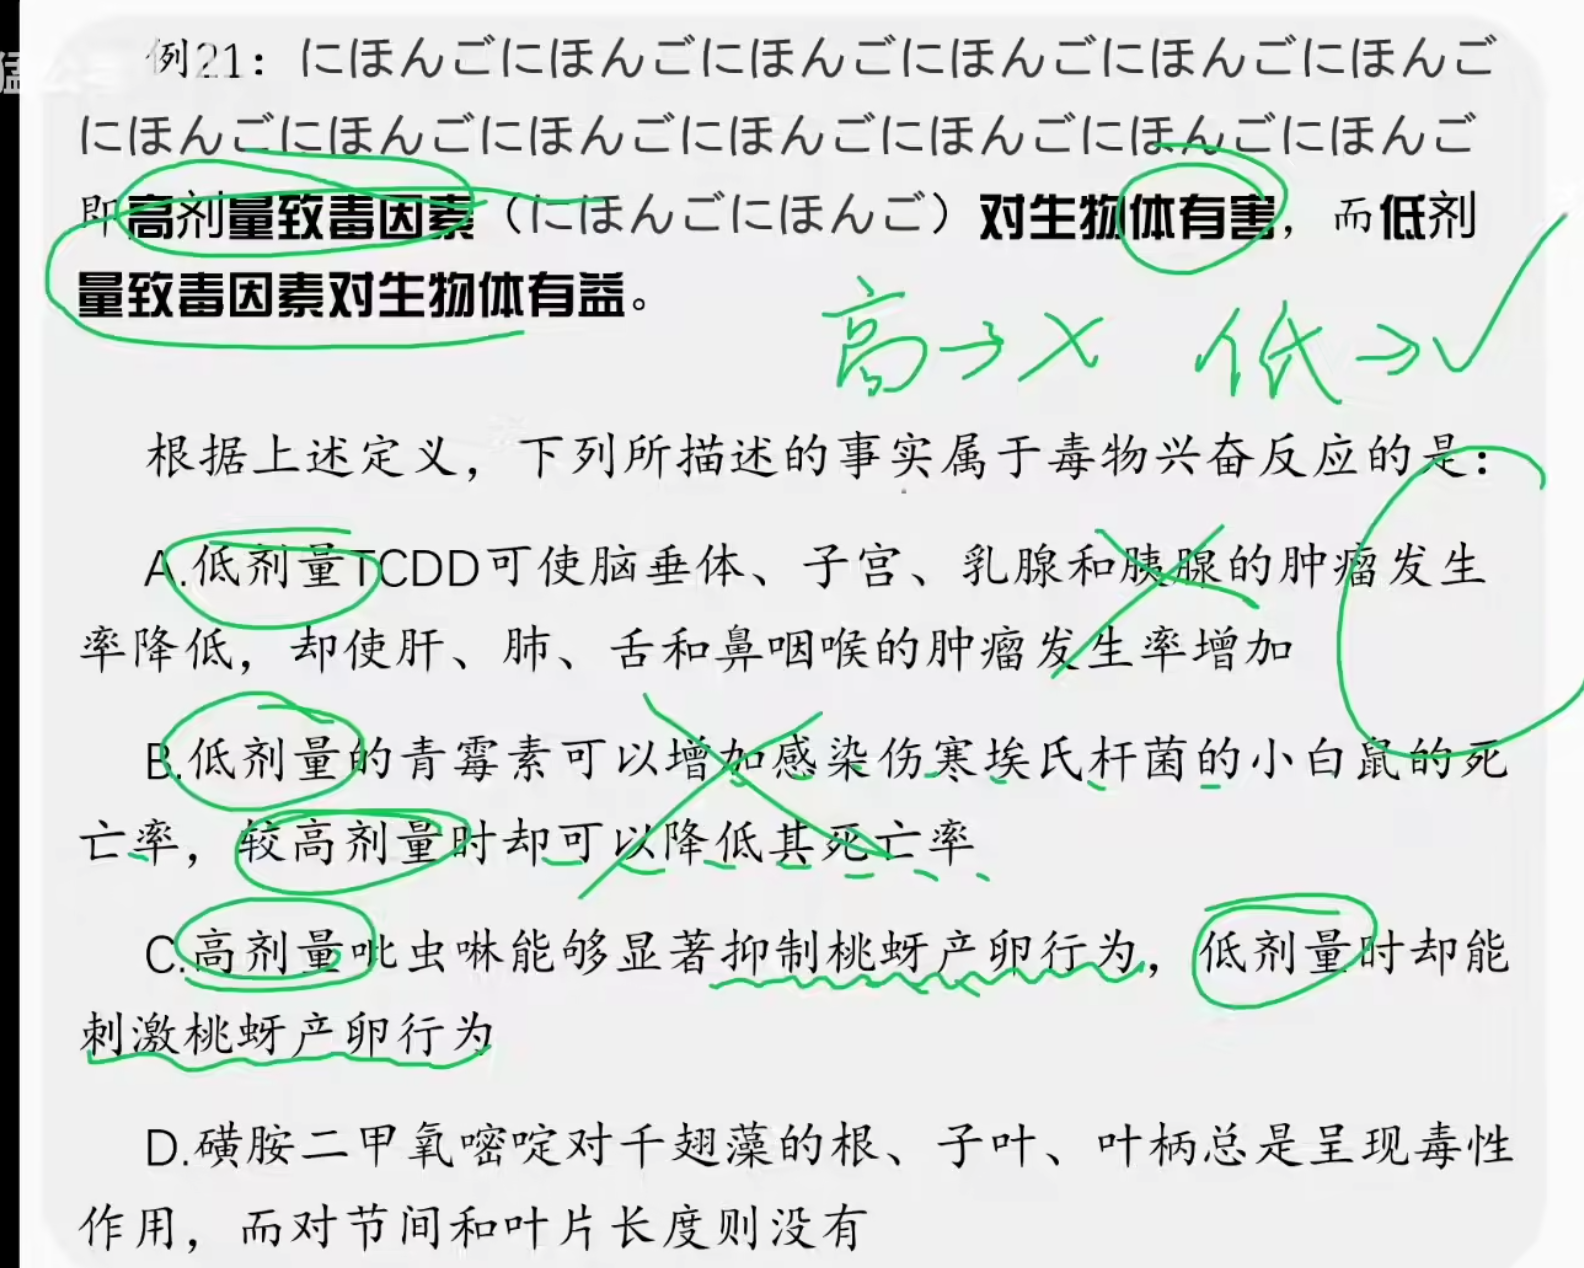 例21：にほんごにほんごにほんごにほんごにほんごにほんご
にほんごにほんごにほんごにほんごにほんごにほんごにほんご
即高剂量致毒因素（にほんごにほんご）对生物体有害，而低剂
量致毒因素对生物体有益。
高→× 低→✓
根据上述定义，下列所描述的事实属于毒物兴奋反应的是：
A.低剂量TCDD可使脑垂体、子宫、乳腺和胰腺的肿瘤发生
率降低，却使肝、肺、舌和鼻咽喉的肿瘤发生率增加
B.低剂量的青霉素可以增加感染伤寒埃氏杆菌的小白鼠的死
亡率，较高剂量时却可以降低其死亡率
C.高剂量吡虫啉能够显著抑制桃蚜产卵行为，低剂量时却能
刺激桃蚜产卵行为
D.磺胺二甲氧嘧啶对千翅藻的根、子叶、叶柄总是呈现毒性
作用，而对节间和叶片长度则没有